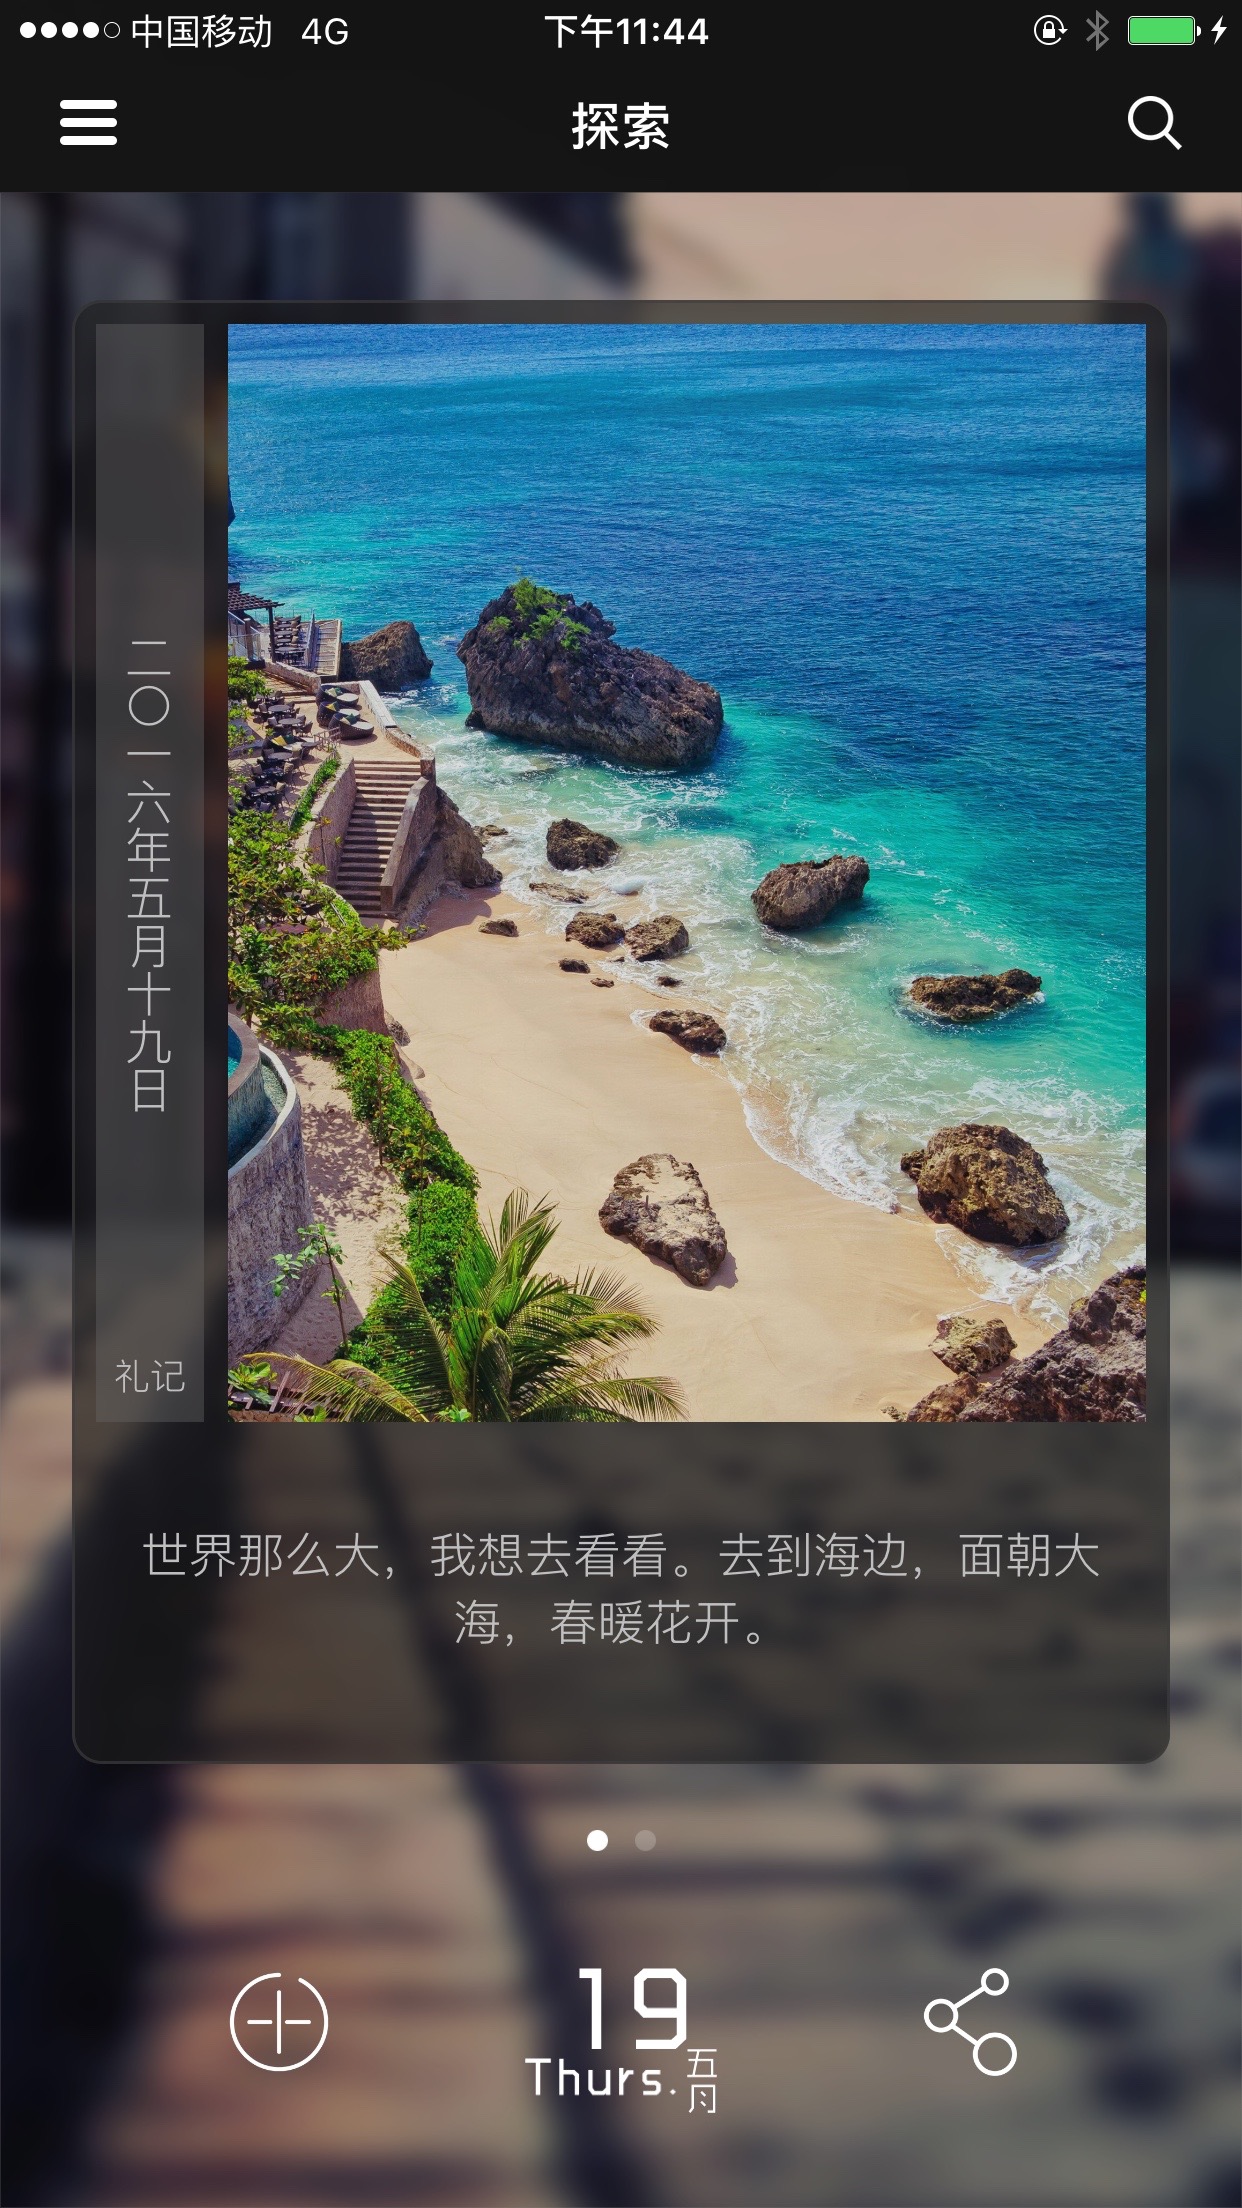 中国移动 4G 下午11:44
探索
二〇一六年五月十九日
礼记
世界那么大，我想去看看。去到海边，面朝大
海，春暖花开。
19
Thurs. 五月